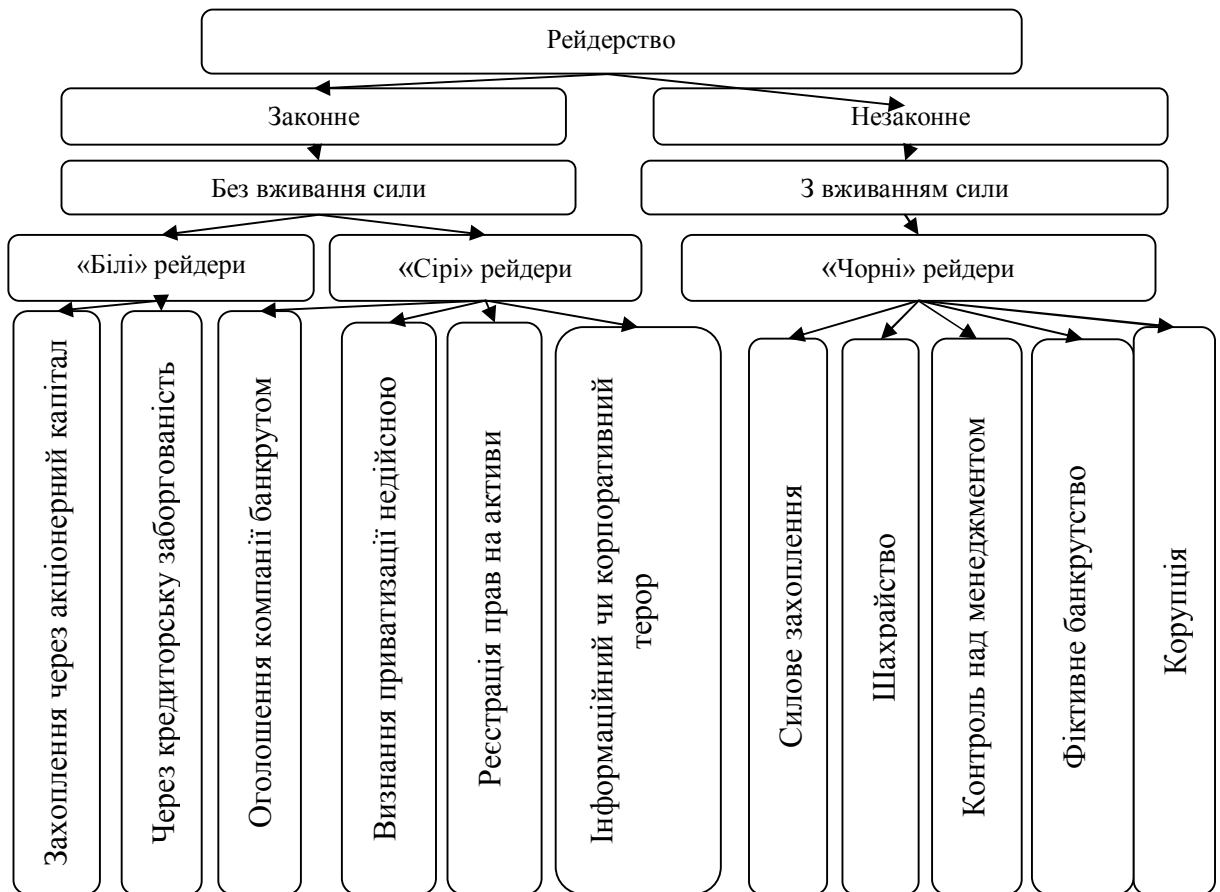 Рейдерство
Законне
Незаконне
Без вживання сили
З вживанням сили
«Білі» рейдери
«Сірі» рейдери
«Чорні» рейдери
Захоплення через акціонерний капітал
Через кредиторську заборгованість
Оголошення компанії банкрутом
Визнання приватизації недійсною
Реєстрація прав на активи
Інформаційний чи корпоративний
терор
Силове захоплення
Шахрайство
Контроль над менеджментом
Фіктивне банкрутство
Корупція